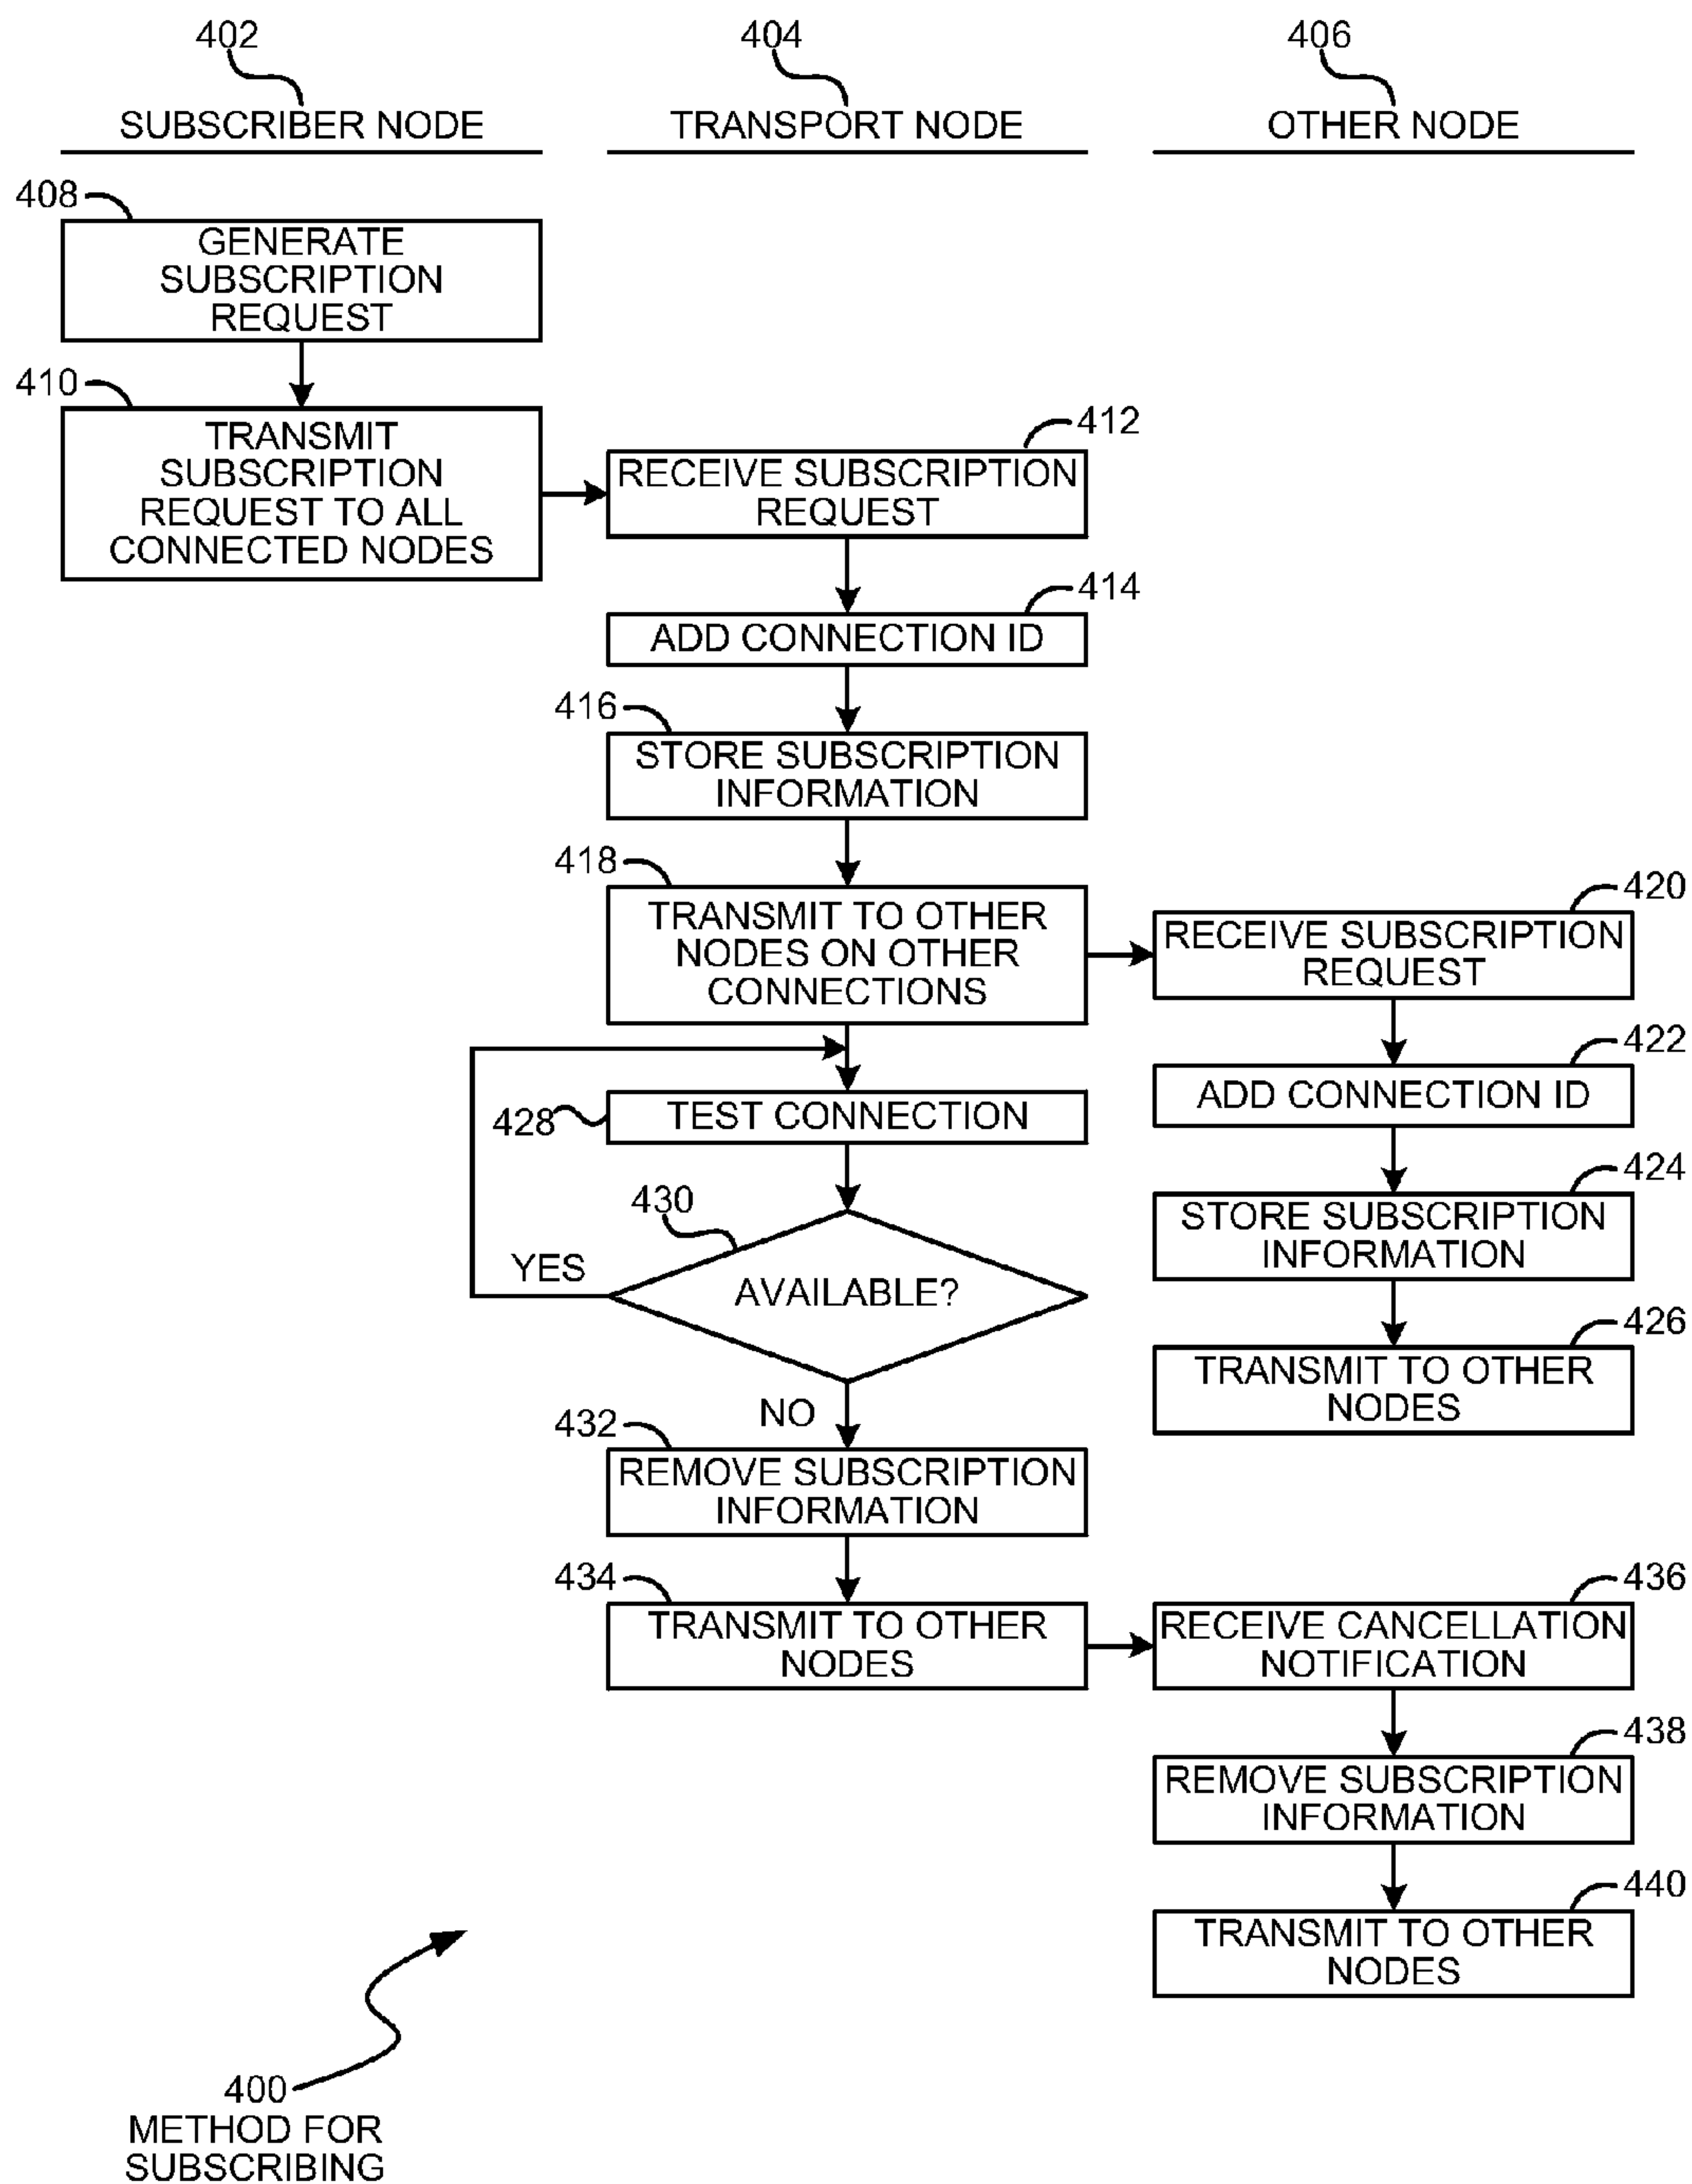 402
404
406
SUBSCRIBER NODE
TRANSPORT NODE
OTHER NODE
408
GENERATE
SUBSCRIPTION
REQUEST
410
TRANSMIT
SUBSCRIPTION
REQUEST TO ALL
CONNECTED NODES
412
RECEIVE SUBSCRIPTION
REQUEST
414
ADD CONNECTION ID
416
STORE SUBSCRIPTION
INFORMATION
418
TRANSMIT TO OTHER
NODES ON OTHER
CONNECTIONS
420
RECEIVE SUBSCRIPTION
REQUEST
422
ADD CONNECTION ID
424
STORE SUBSCRIPTION
INFORMATION
426
TRANSMIT TO OTHER
NODES
428
TEST CONNECTION
430
AVAILABLE?
YES
NO
432
REMOVE SUBSCRIPTION
INFORMATION
434
TRANSMIT TO OTHER
NODES
436
RECEIVE CANCELLATION
NOTIFICATION
438
REMOVE SUBSCRIPTION
INFORMATION
440
TRANSMIT TO OTHER
NODES
400
METHOD FOR
SUBSCRIBING